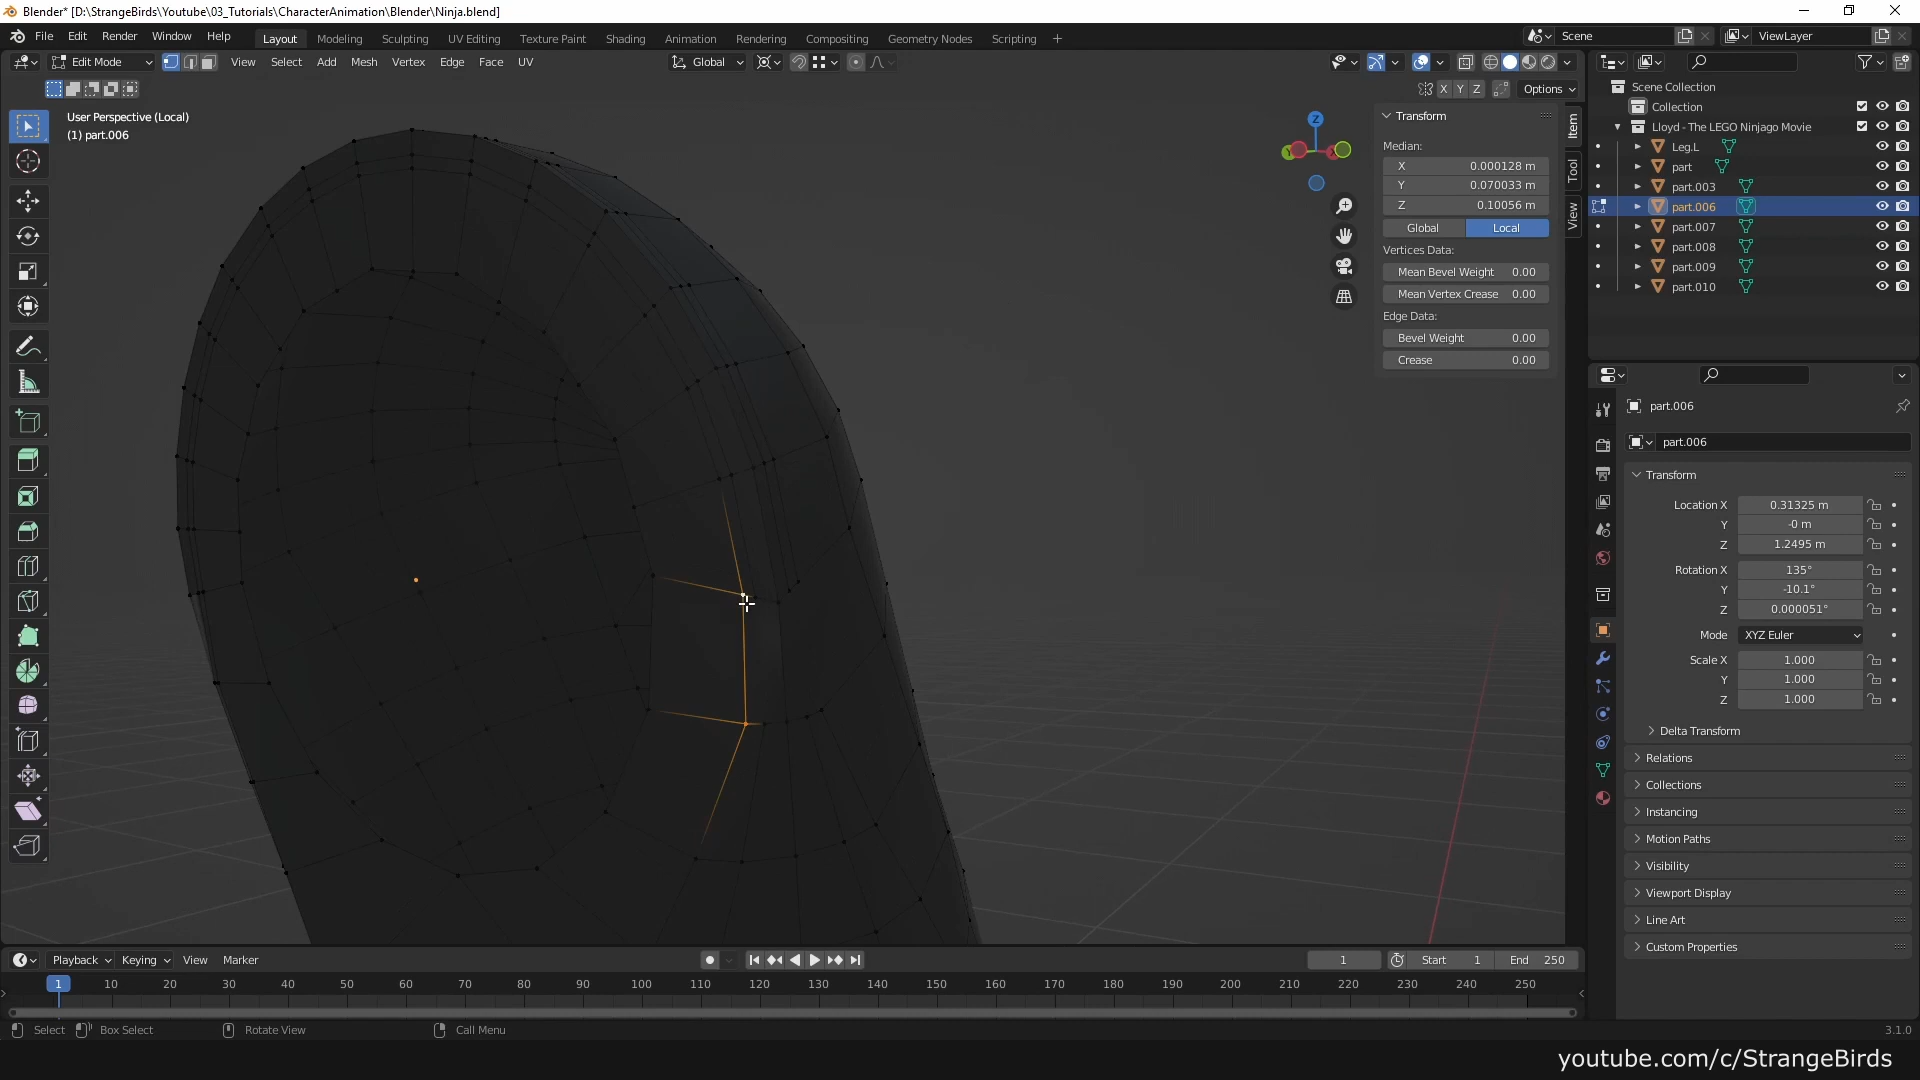 Blender* [D:\StrangeBirds\Youtube\03_Tutorials\CharacterAnimation\Blender\Ninja.blend]
File Edit Render Window Help Layout Modeling Sculpting UV Editing Texture Paint Shading Animation Rendering Compositing Geometry Nodes Scripting + Scene ViewLayer
Edit Mode View Select Add Mesh Vertex Edge Face UV Global
X Y Z Options
User Perspective (Local)
(1) part.006
Z
Transform
Median:
X 0.000128 m
Y 0.070033 m
Z 0.10056 m
Global Local
Vertices Data:
Mean Bevel Weight 0.00
Mean Vertex Crease 0.00
Edge Data:
Bevel Weight 0.00
Crease 0.00
Item
Tool
View
Scene Collection
Collection
Lloyd - The LEGO Ninjago Movie
Leg.L
part
part.003
part.006
part.007
part.008
part.009
part.010
part.006
part.006
Transform
Location X 0.31325 m
Y -0 m
Z 1.2495 m
Rotation X 135°
Y -10.1°
Z 0.000051°
Mode XYZ Euler
Scale X 1.000
Y 1.000
Z 1.000
Delta Transform
Relations
Collections
Instancing
Motion Paths
Visibility
Viewport Display
Line Art
Custom Properties
Playback Keying View Marker 1 Start 1 End 250
1 10 20 30 40 50 60 70 80 90 100 110 120 130 140 150 160 170 180 190 200 210 220 230 240 250
Select Box Select Rotate View Call Menu 3.1.0
youtube.com/c/StrangeBirds